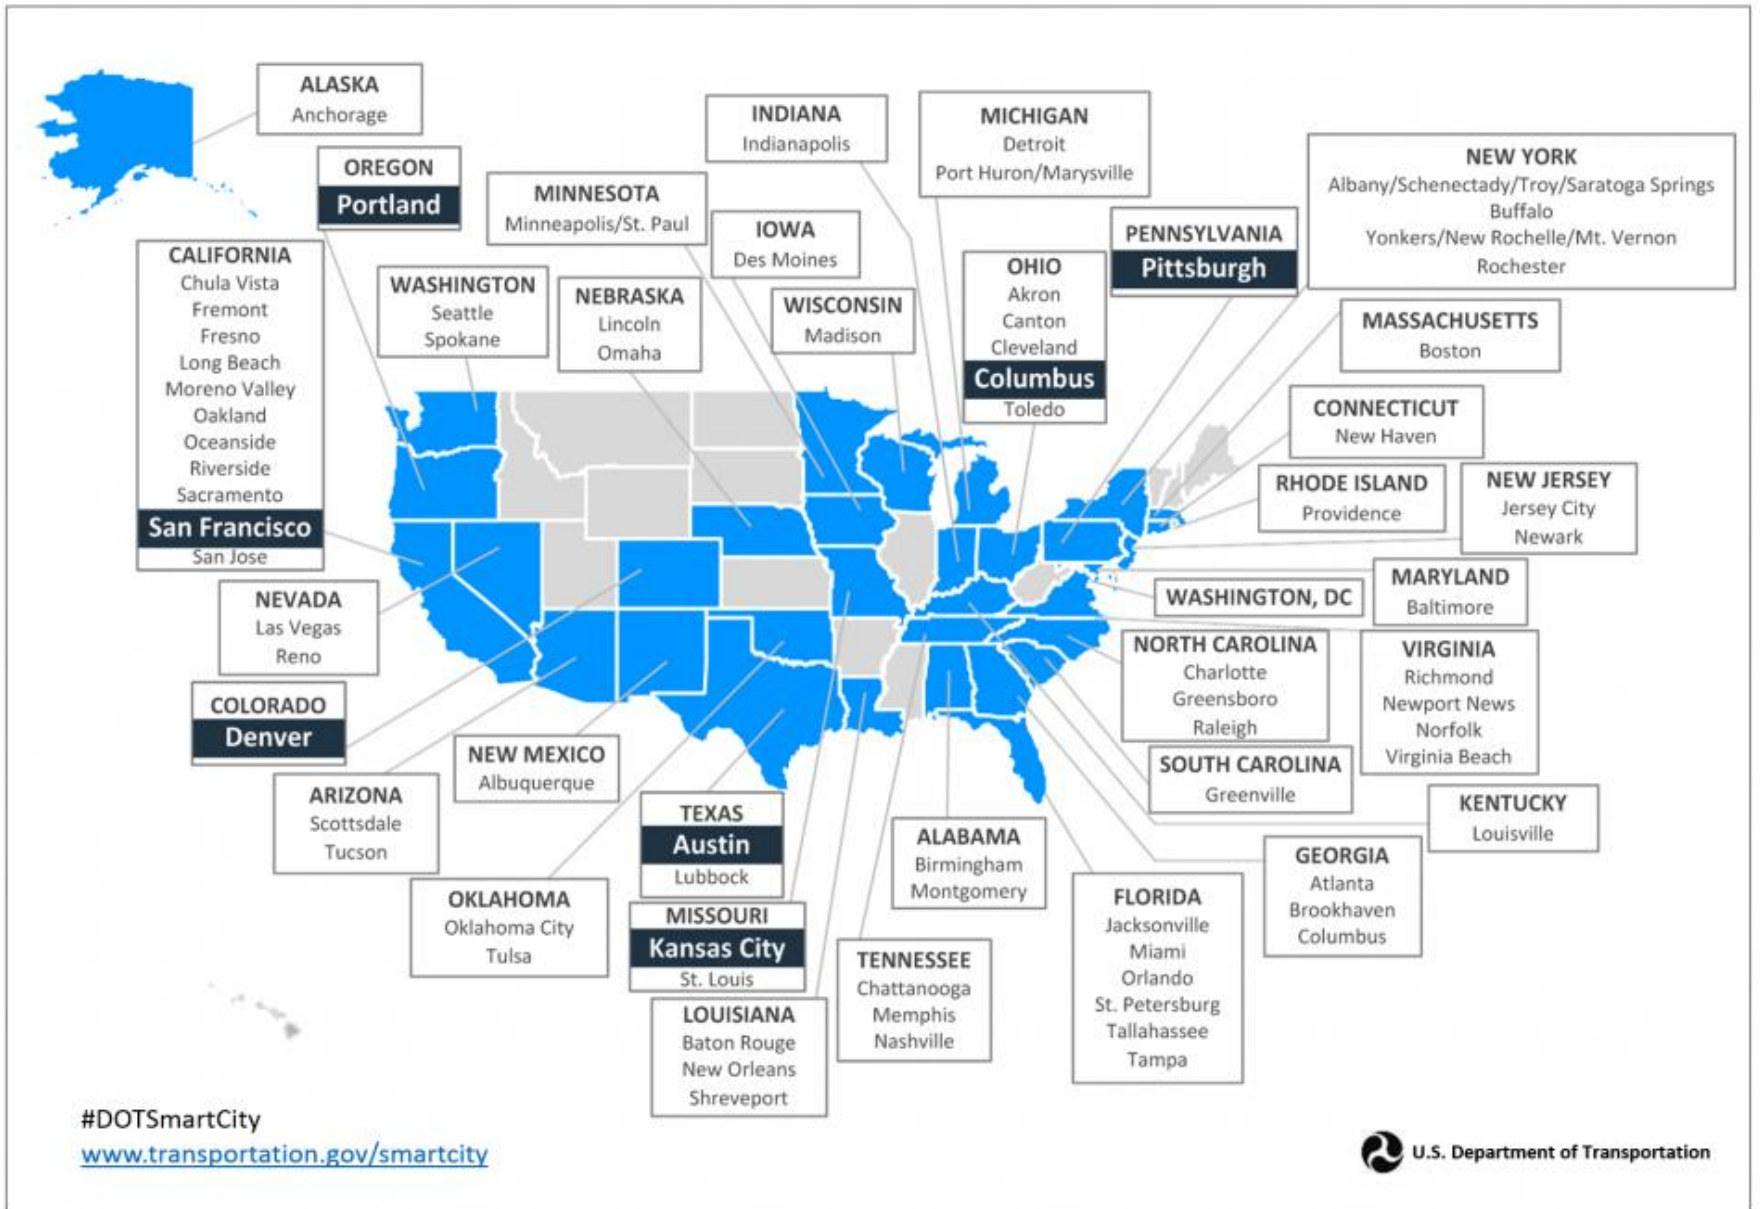 ALASKA
Anchorage
OREGON
Portland
CALIFORNIA
Chula Vista
Fremont
Fresno
Long Beach
Moreno Valley
Oakland
Oceanside
Riverside
Sacramento
San Francisco
San Jose
WASHINGTON
Seattle
Spokane
MINNESOTA
Minneapolis/St. Paul
NEBRASKA
Lincoln
Omaha
INDIANA
Indianapolis
IOWA
Des Moines
WISCONSIN
Madison
MICHIGAN
Detroit
Port Huron/Marysville
OHIO
Akron
Canton
Cleveland
Columbus
Toledo
PENNSYLVANIA
Pittsburgh
NEW YORK
Albany/Schenectady/Troy/Saratoga Springs
Buffalo
Yonkers/New Rochelle/Mt. Vernon
Rochester
MASSACHUSETTS
Boston
CONNECTICUT
New Haven
RHODE ISLAND
Providence
NEW JERSEY
Jersey City
Newark
MARYLAND
Baltimore
WASHINGTON, DC
NEVADA
Las Vegas
Reno
COLORADO
Denver
ARIZONA
Scottsdale
Tucson
NEW MEXICO
Albuquerque
OKLAHOMA
Oklahoma City
Tulsa
TEXAS
Austin
Lubbock
MISSOURI
Kansas City
St. Louis
LOUISIANA
Baton Rouge
New Orleans
Shreveport
TENNESSEE
Chattanooga
Memphis
Nashville
ALABAMA
Birmingham
Montgomery
NORTH CAROLINA
Charlotte
Greensboro
Raleigh
VIRGINIA
Richmond
Newport News
Norfolk
Virginia Beach
SOUTH CAROLINA
Greenville
KENTUCKY
Louisville
GEORGIA
Atlanta
Brookhaven
Columbus
FLORIDA
Jacksonville
Miami
Orlando
St. Petersburg
Tallahassee
Tampa
#DOTSmartCity
www.transportation.gov/smartcity
U.S. Department of Transportation